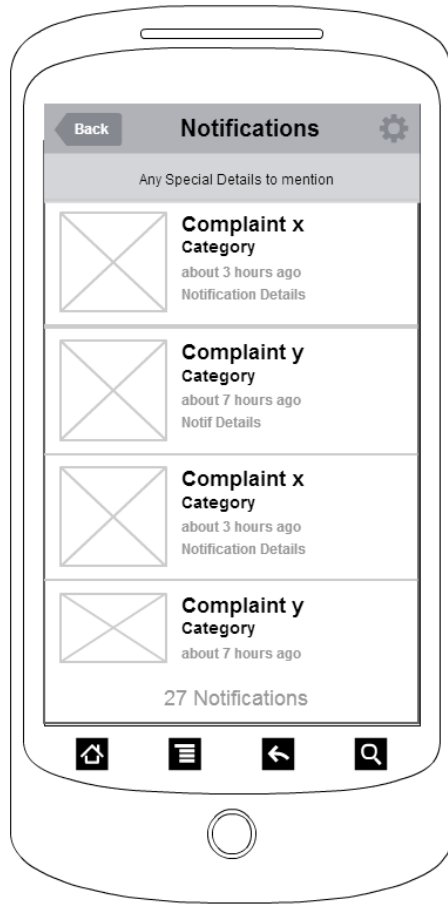 Back
Notifications
Any Special Details to mention
Complaint x
Category
about 3 hours ago
Notification Details
Complaint y
Category
about 7 hours ago
Notif Details
Complaint x
Category
about 3 hours ago
Notification Details
Complaint y
Category
about 7 hours ago
27 Notifications